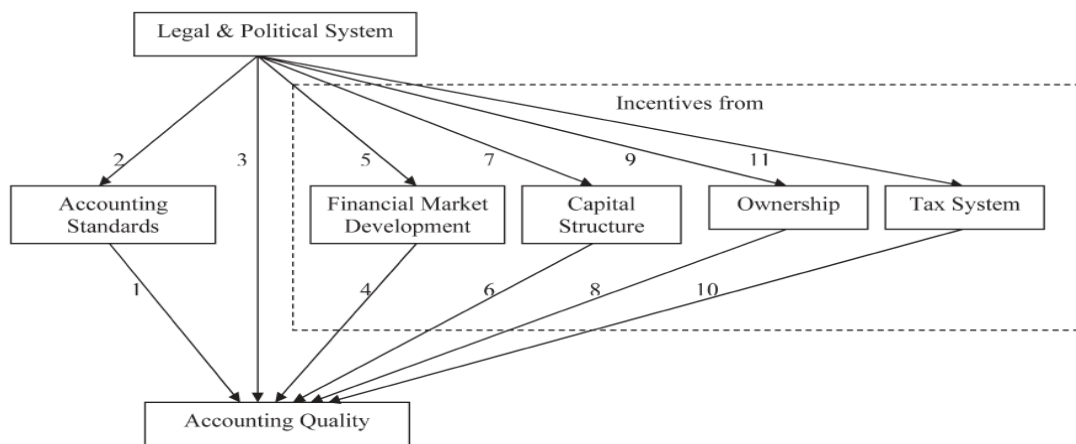 Legal & Political System
Incentives from
2
3
5
7
9
11
Accounting
Standards
Financial Market
Development
Capital
Structure
Ownership
Tax System
1
4
6
8
10
Accounting Quality